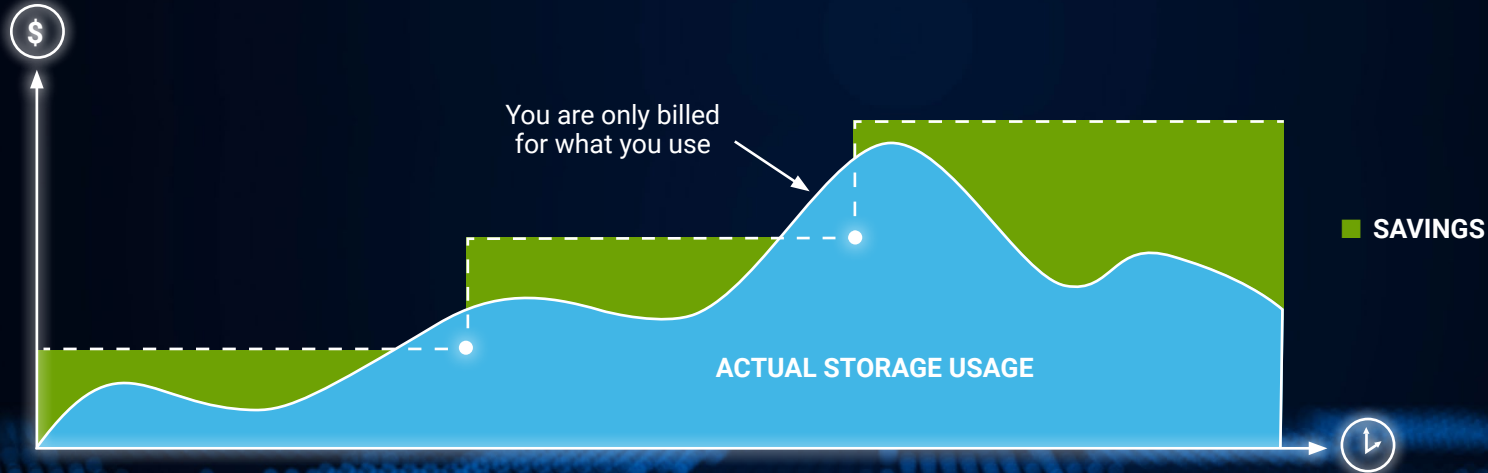 $
You are only billed
for what you use
SAVINGS
ACTUAL STORAGE USAGE